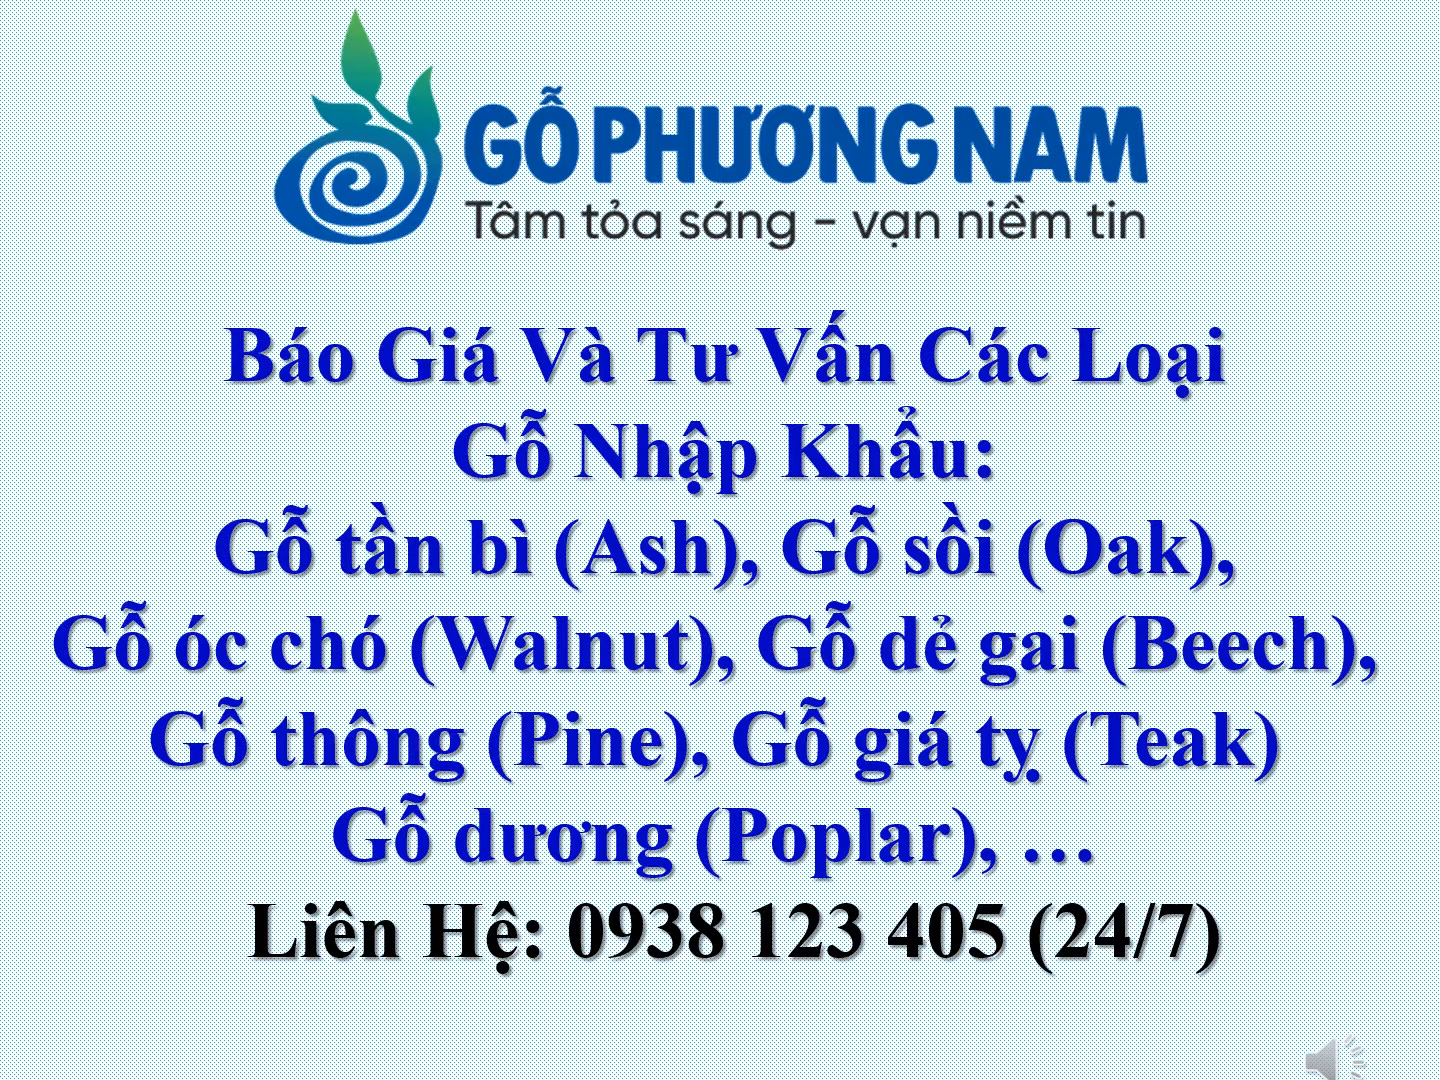 GỖ PHƯƠNG NAM
Tâm tỏa sáng - vạn niềm tin
Báo Giá Và Tư Vấn Các Loại
Gỗ Nhập Khẩu:
Gỗ tần bì (Ash), Gỗ sồi (Oak),
Gỗ óc chó (Walnut), Gỗ dẻ gai (Beech),
Gỗ thông (Pine), Gỗ giá tỵ (Teak)
Gỗ dương (Poplar), …
Liên Hệ: 0938 123 405 (24/7)